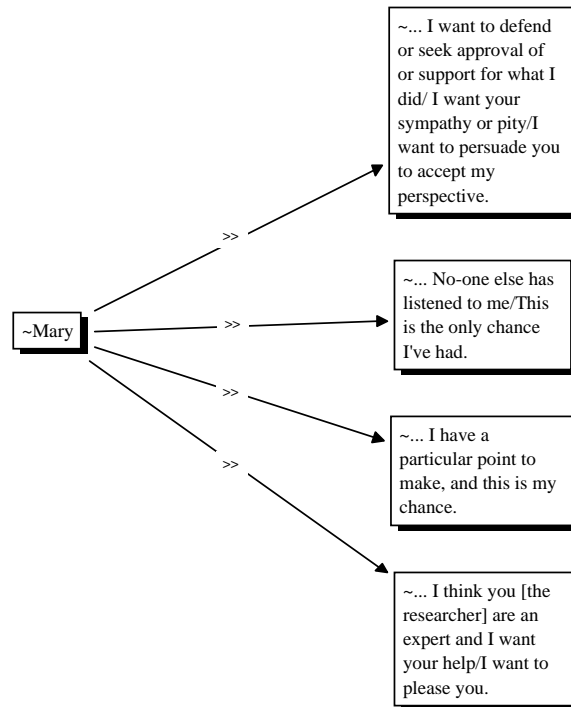 ~... I want to defend
or seek approval of
or support for what I
did/ I want your
sympathy or pity/I
want to persuade you
to accept my
perspective.
>>
~... No-one else has
listened to me/This
is the only chance
I've had.
>>
~Mary
>>
~... I have a
particular point to
make, and this is my
chance.
>>
~... I think you [the
researcher] are an
expert and I want
your help/I want to
please you.